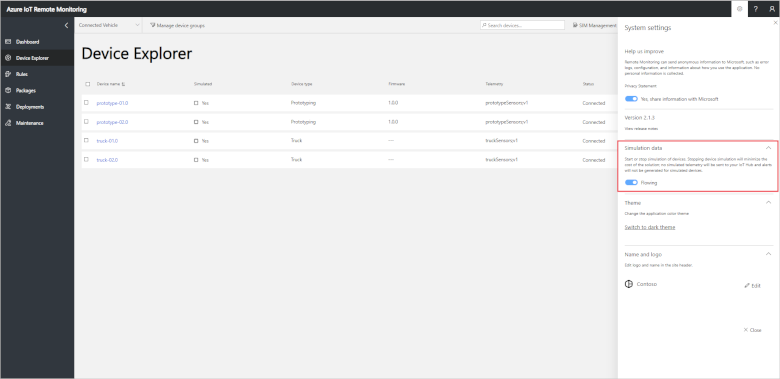 Azure IoT Remote Monitoring
Connected Vehicle
Manage device groups
Search devices...
SIM Management
Dashboard
Device Explorer
Rules
Packages
Deployments
Maintenance
Device Explorer
Device name
Simulated
Device type
Firmware
Telemetry
Status
prototype-01.0
Yes
Prototyping
1.0.0
prototypeSensors;v1
Connected
prototype-02.0
Yes
Prototyping
1.0.0
prototypeSensors;v1
Connected
truck-01.0
Yes
Truck
---
truckSensors;v1
Connected
truck-02.0
Yes
Truck
---
truckSensors;v1
Connected
System settings
Help us improve
Remote Monitoring can send anonymous information to Microsoft, such as error
logs, configuration, and information about how you use the application. No
personal information is collected.
Privacy Statement
Yes, share information with Microsoft
Version 2.1.3
View release notes
Simulation data
Start or stop simulation of devices. Stopping device simulation will minimize the
cost of the solution, no simulated telemetry will be sent to your IoT Hub and alerts
will not be generated for simulated devices.
Flowing
Theme
Change the application color theme
Switch to dark theme
Name and logo
Edit logo and name in the site header.
Contoso
Edit
Close